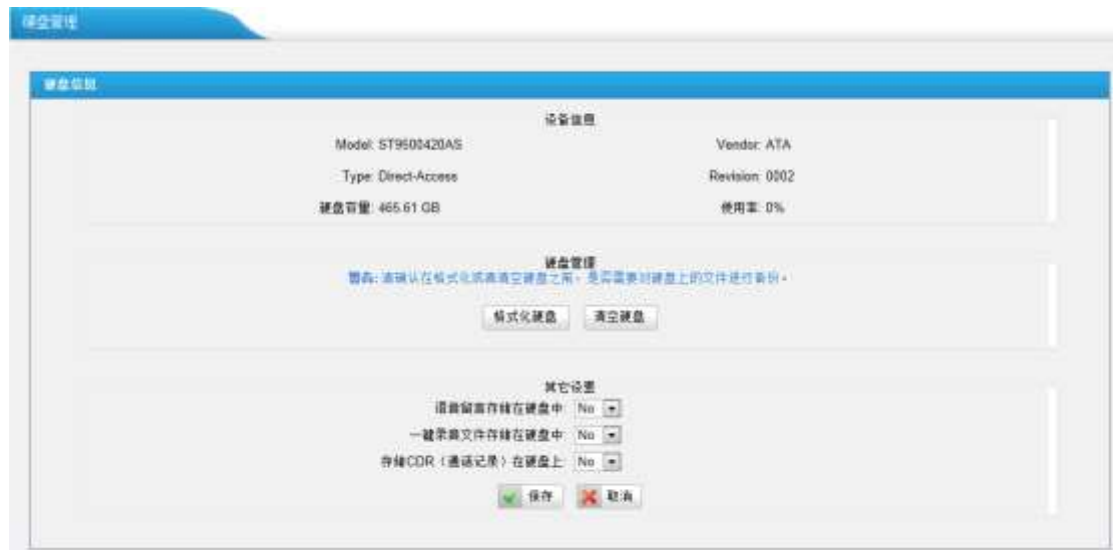 硬盘管理
硬盘信息
设备信息
Model: ST9500420AS Vendor: ATA
Type: Direct-Access Revision: 0002
硬盘容量: 465.61 GB 使用率: 0%
硬盘管理
警告: 请确认在格式化或者清空硬盘之前，是否需要对硬盘上的文件进行备份。
格式化硬盘 清空硬盘
其它设置
语音留言存储在硬盘中: No
一键录音文件存储在硬盘中: No
存储CDR（通话记录）在硬盘上: No
保存 取消